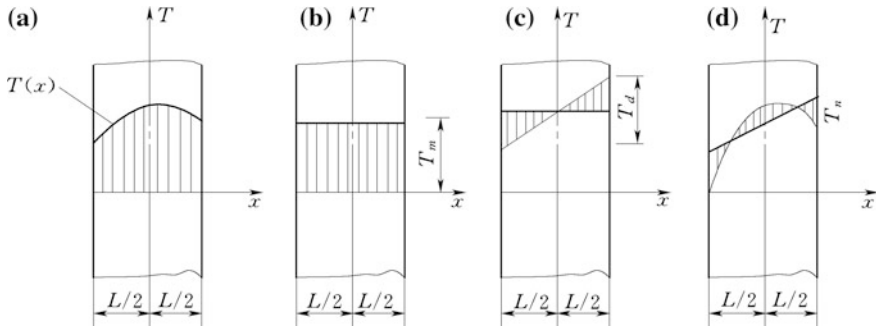 (a) T
T(x)
x
L/2 L/2
(b) T
T_m
x
L/2 L/2
(c) T
T_d
x
L/2 L/2
(d) T
T_n
x
L/2 L/2